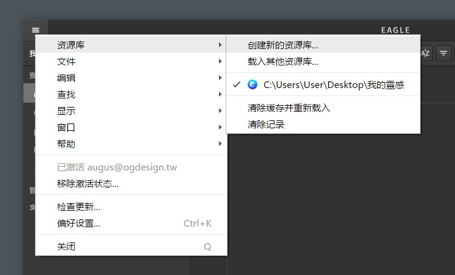 EAGLE
资源库
文件
编辑
查找
显示
窗口
帮助
已激活 augus@ogdesign.tw
移除激活状态...
检查更新...
偏好设置... Ctrl+K
关闭 Q
创建新的资源库...
载入其他资源库...
C:\Users\User\Desktop\我的靈感
清除缓存并重新载入
清除记录